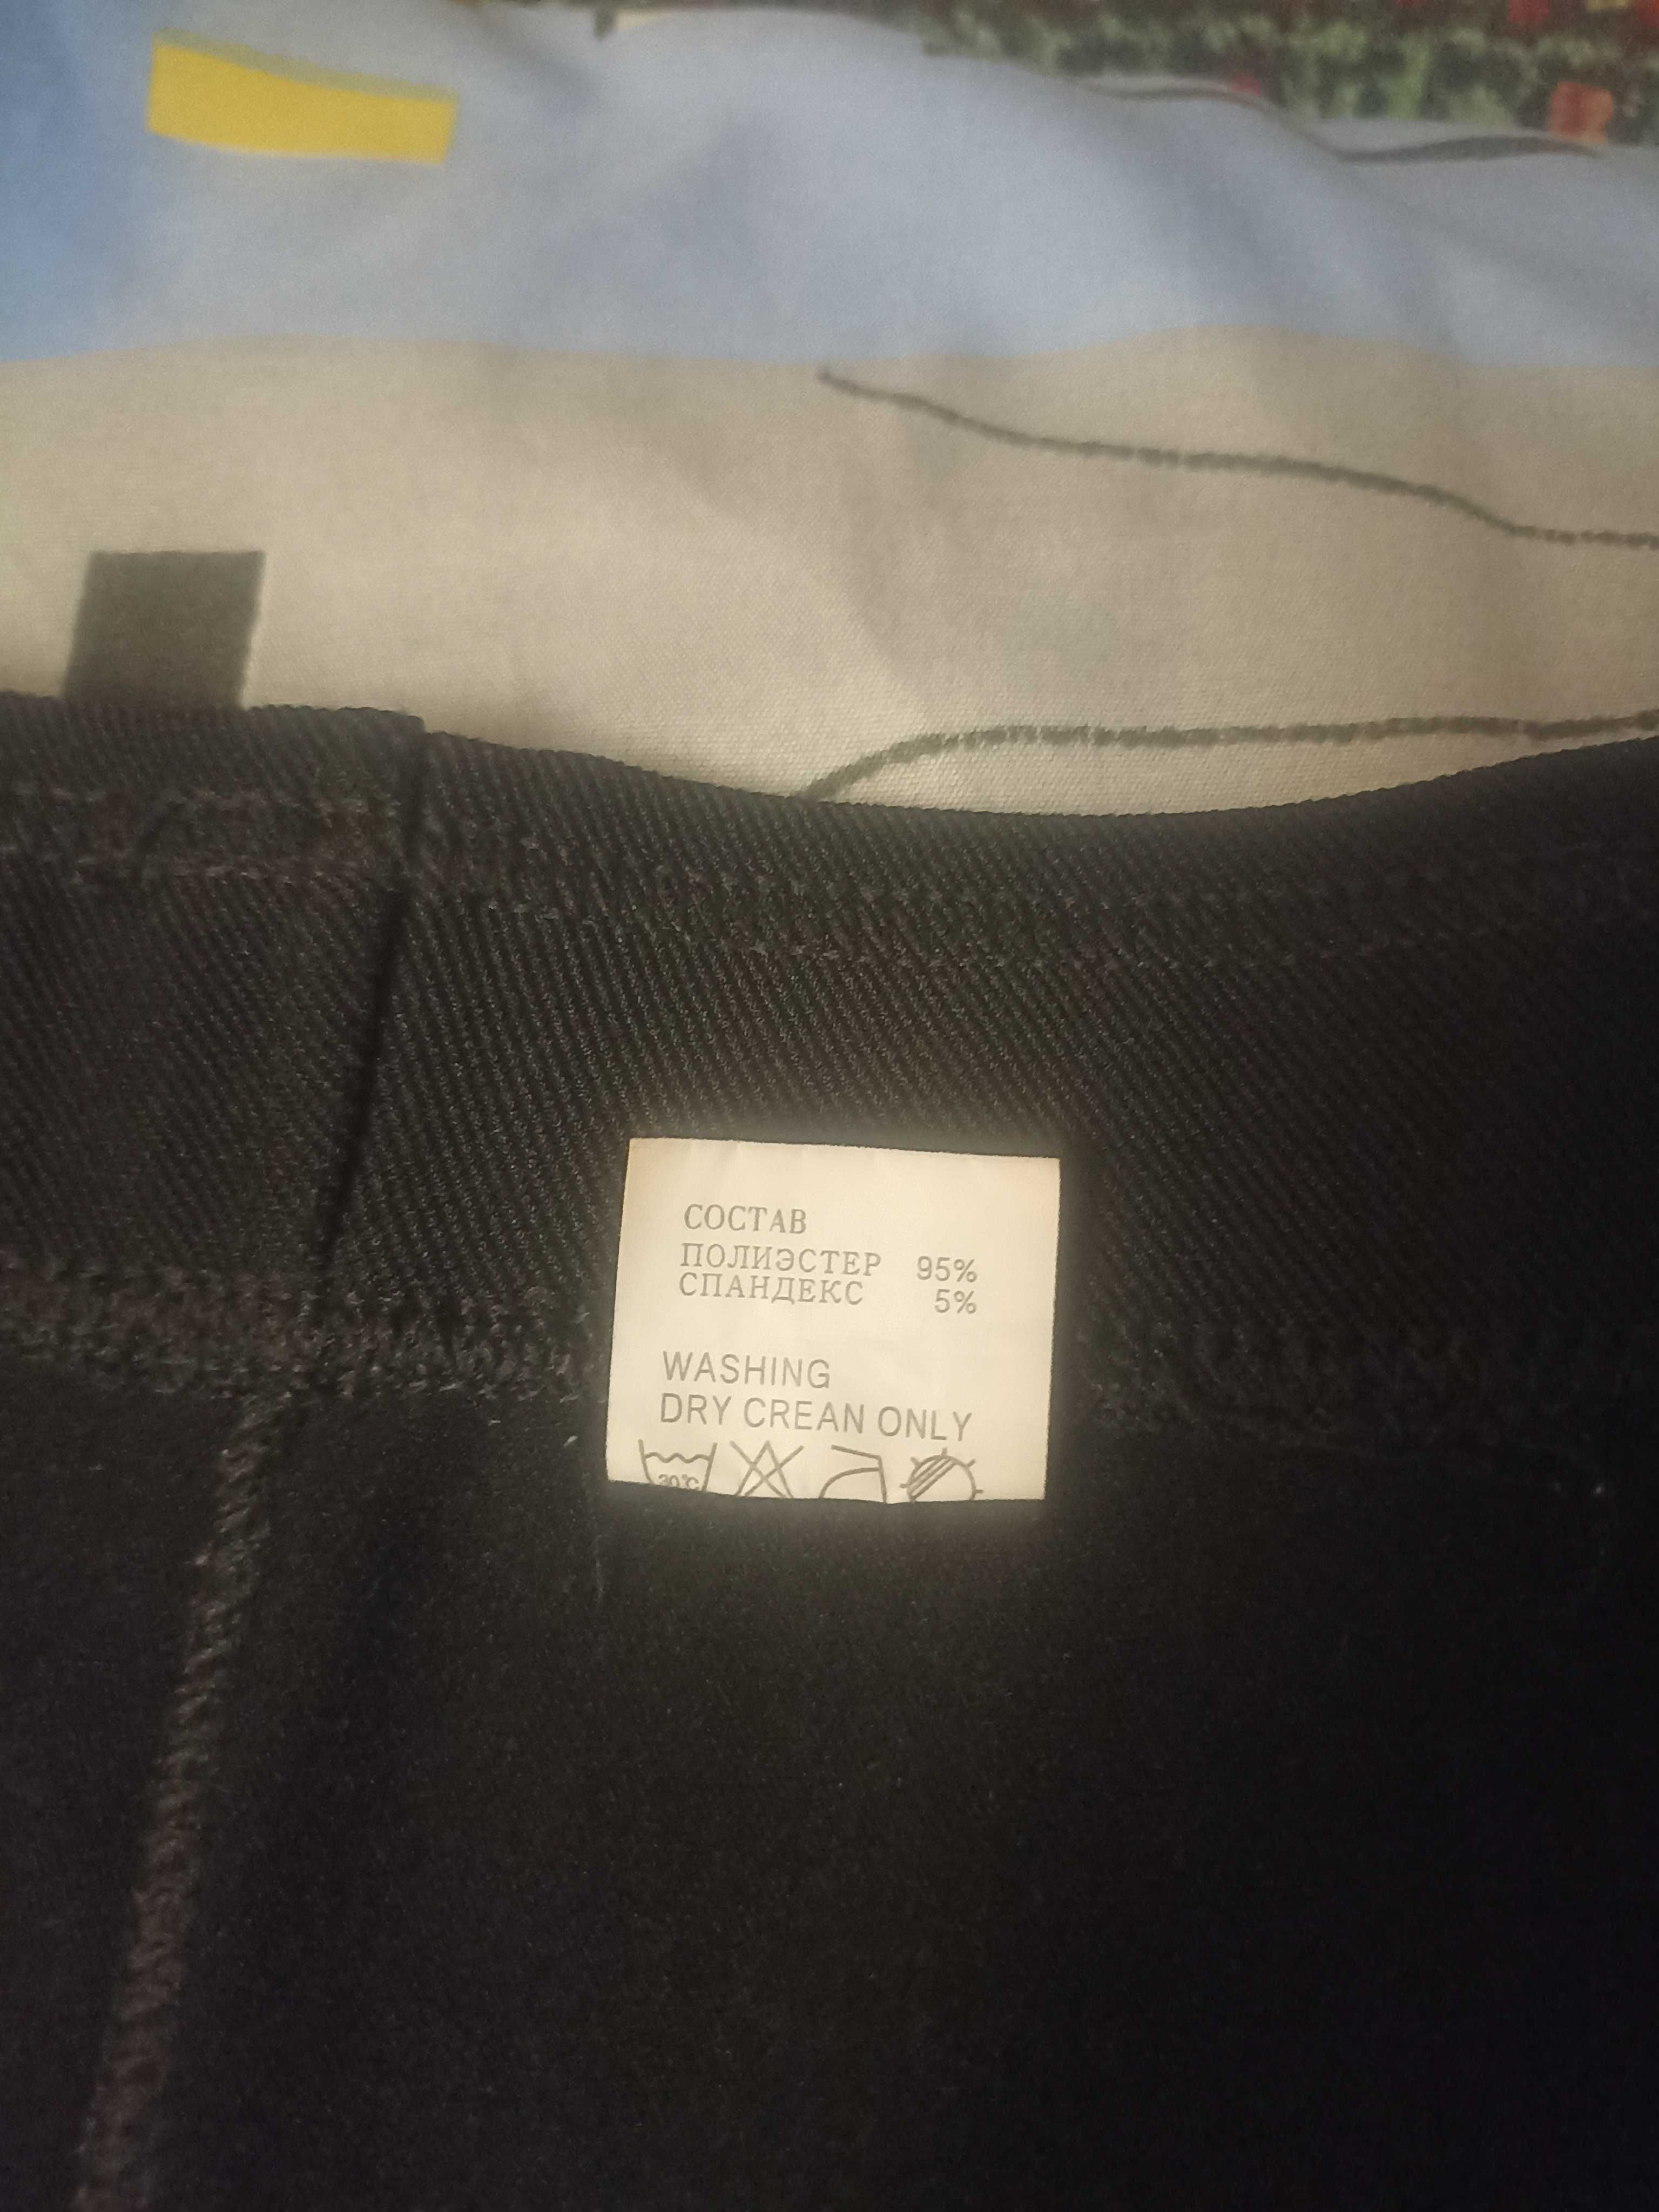 СОСТАВ
ПОЛИЭСТЕР 95%
СПАНДЕКС 5%
WASHING
DRY CREAN ONLY
30°C